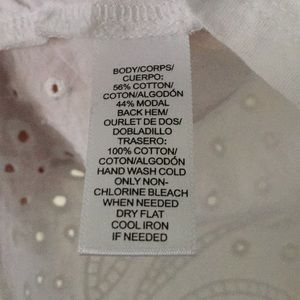 BODY/CORPS/
CUERPO:
56% COTTON/
COTON/ALGODÓN
44% MODAL
BACK HEM/
OURLET DE DOS/
DOBLADILLO
TRASERO:
100% COTTON/
COTON/ALGODÓN
HAND WASH COLD
ONLY NON-
CHLORINE BLEACH
WHEN NEEDED
DRY FLAT
COOL IRON
IF NEEDED